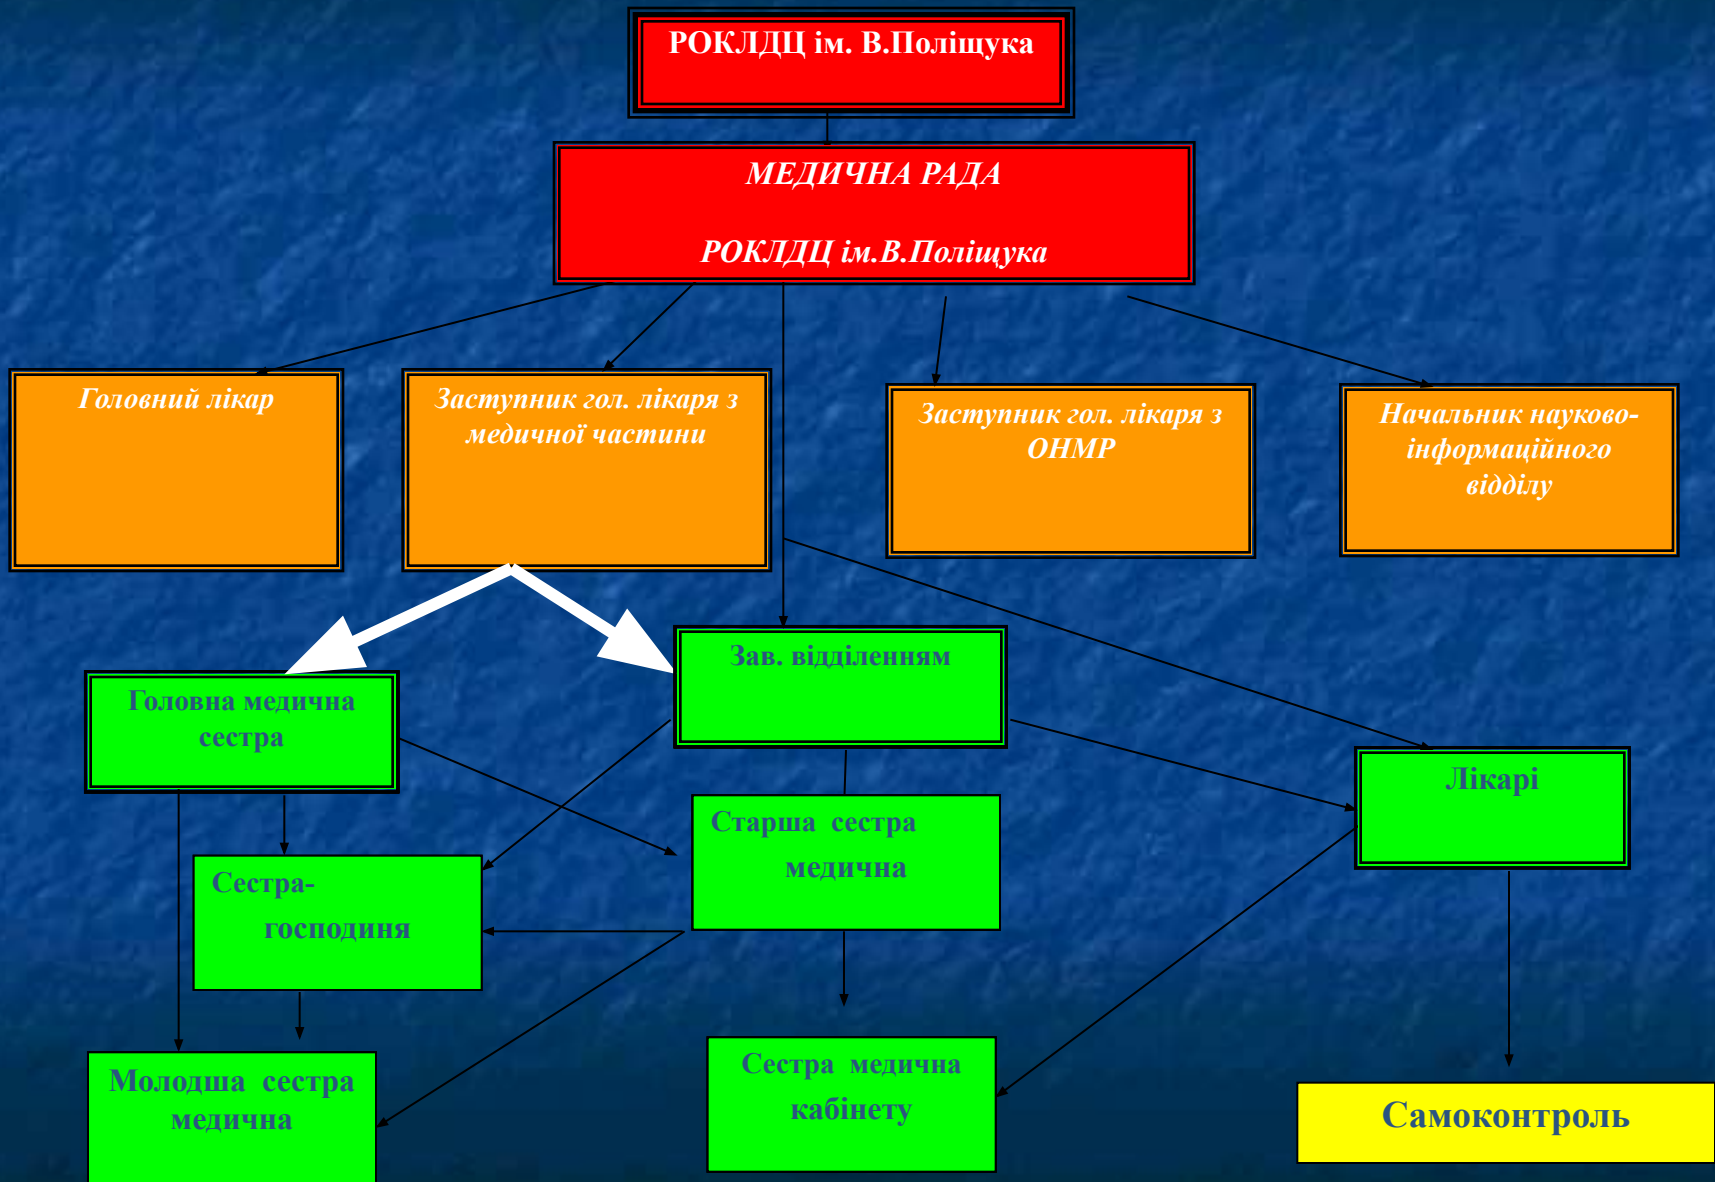 РОКЛДЦ ім. В.Поліщука
МЕДИЧНА РАДА
РОКЛДЦ ім.В.Поліщука
Головний лікар
Заступник гол. лікаря з
медичної частини
Заступник гол. лікаря з
ОНМР
Начальник науково-
інформаційного
відділу
Зав. відділенням
Головна медична
сестра
Лікарі
Старша сестра
медична
Сестра-
господиня
Молодша сестра
медична
Сестра медична
кабінету
Самоконтроль